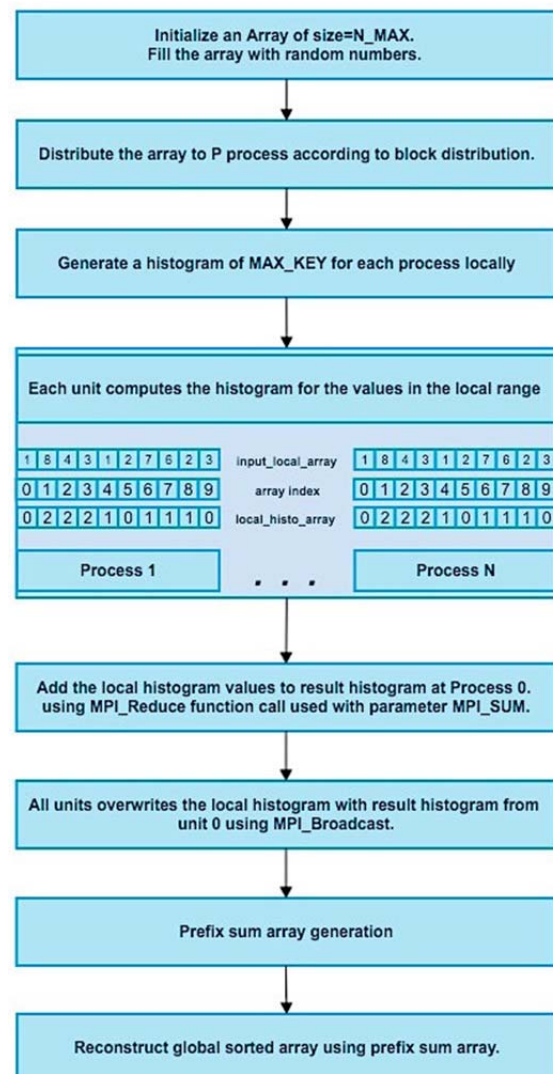 Initialize an Array of size=N_MAX.
Fill the array with random numbers.
Distribute the array to P process according to block distribution.
Generate a histogram of MAX_KEY for each process locally
Each unit computes the histogram for the values in the local range
1 8 4 3 1 2 7 6 2 3 input_local_array 1 8 4 3 1 2 7 6 2 3
0 1 2 3 4 5 6 7 8 9 array index 0 1 2 3 4 5 6 7 8 9
0 2 2 2 1 0 1 1 1 0 local_histo_array 0 2 2 2 1 0 1 1 1 0
Process 1 . . . Process N
Add the local histogram values to result histogram at Process 0.
using MPI_Reduce function call used with parameter MPI_SUM.
All units overwrites the local histogram with result histogram from
unit 0 using MPI_Broadcast.
Prefix sum array generation
Reconstruct global sorted array using prefix sum array.